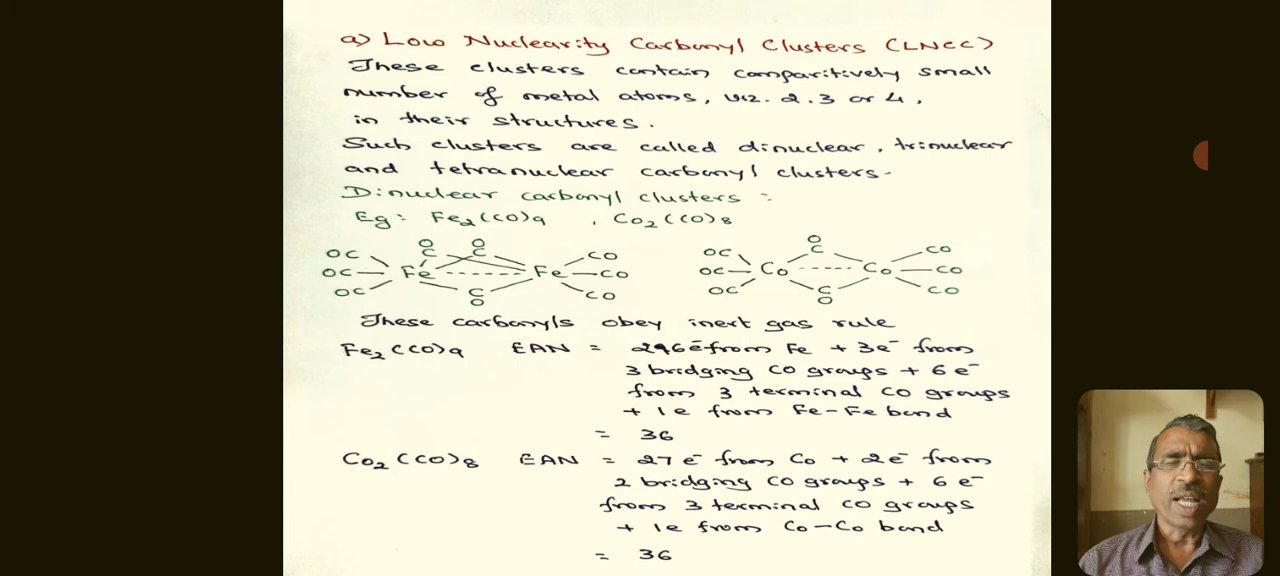 a) Low Nuclearity Carbonyl Clusters (LNCC)
These clusters contain comparitively small
number of metal atoms, viz. 2.3 or 4,
in their structures.
Such clusters are called dinuclear, trinuclear
and tetranuclear carbonyl clusters.
Dinuclear carbonyl clusters :
Eg: Fe2(CO)9 , Co2(CO)8
O O O
OC C C CO OC C CO
OC Fe Fe CO OC Co Co CO
OC C CO OC C CO
O O
These carbonyls obey inert gas rule
Fe2(CO)9 EAN = e from Fe + 3e- from
3 bridging CO groups + 6e-
from 3 terminal CO groups
+ 1e from Fe-Fe bond
= 36
Co2(CO)8 EAN = 27e- from Co + 2e- from
2 bridging CO groups + 6e-
from 3 terminal CO groups
+ 1e from Co-Co bond
= 36